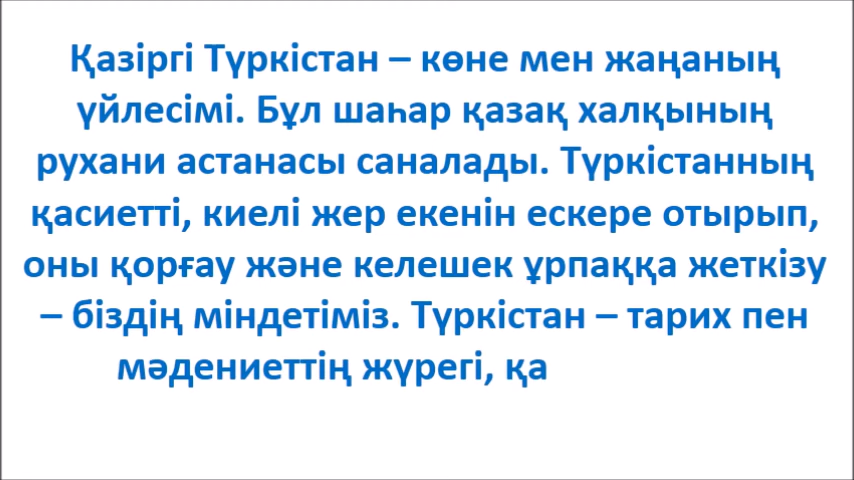 Қазіргі Түркістан – көне мен жаңаның
үйлесімі. Бұл шаһар қазақ халқының
рухани астанасы саналады. Түркістанның
қасиетті, киелі жер екенін ескере отырып,
оны қорғау және келешек ұрпаққа жеткізу
– біздің міндетіміз. Түркістан – тарих пен
мәдениеттің жүрегі, қа